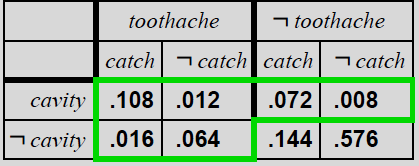 toothache ¬ toothache
catch ¬ catch catch ¬ catch
cavity .108 .012 .072 .008
¬ cavity .016 .064 .144 .576